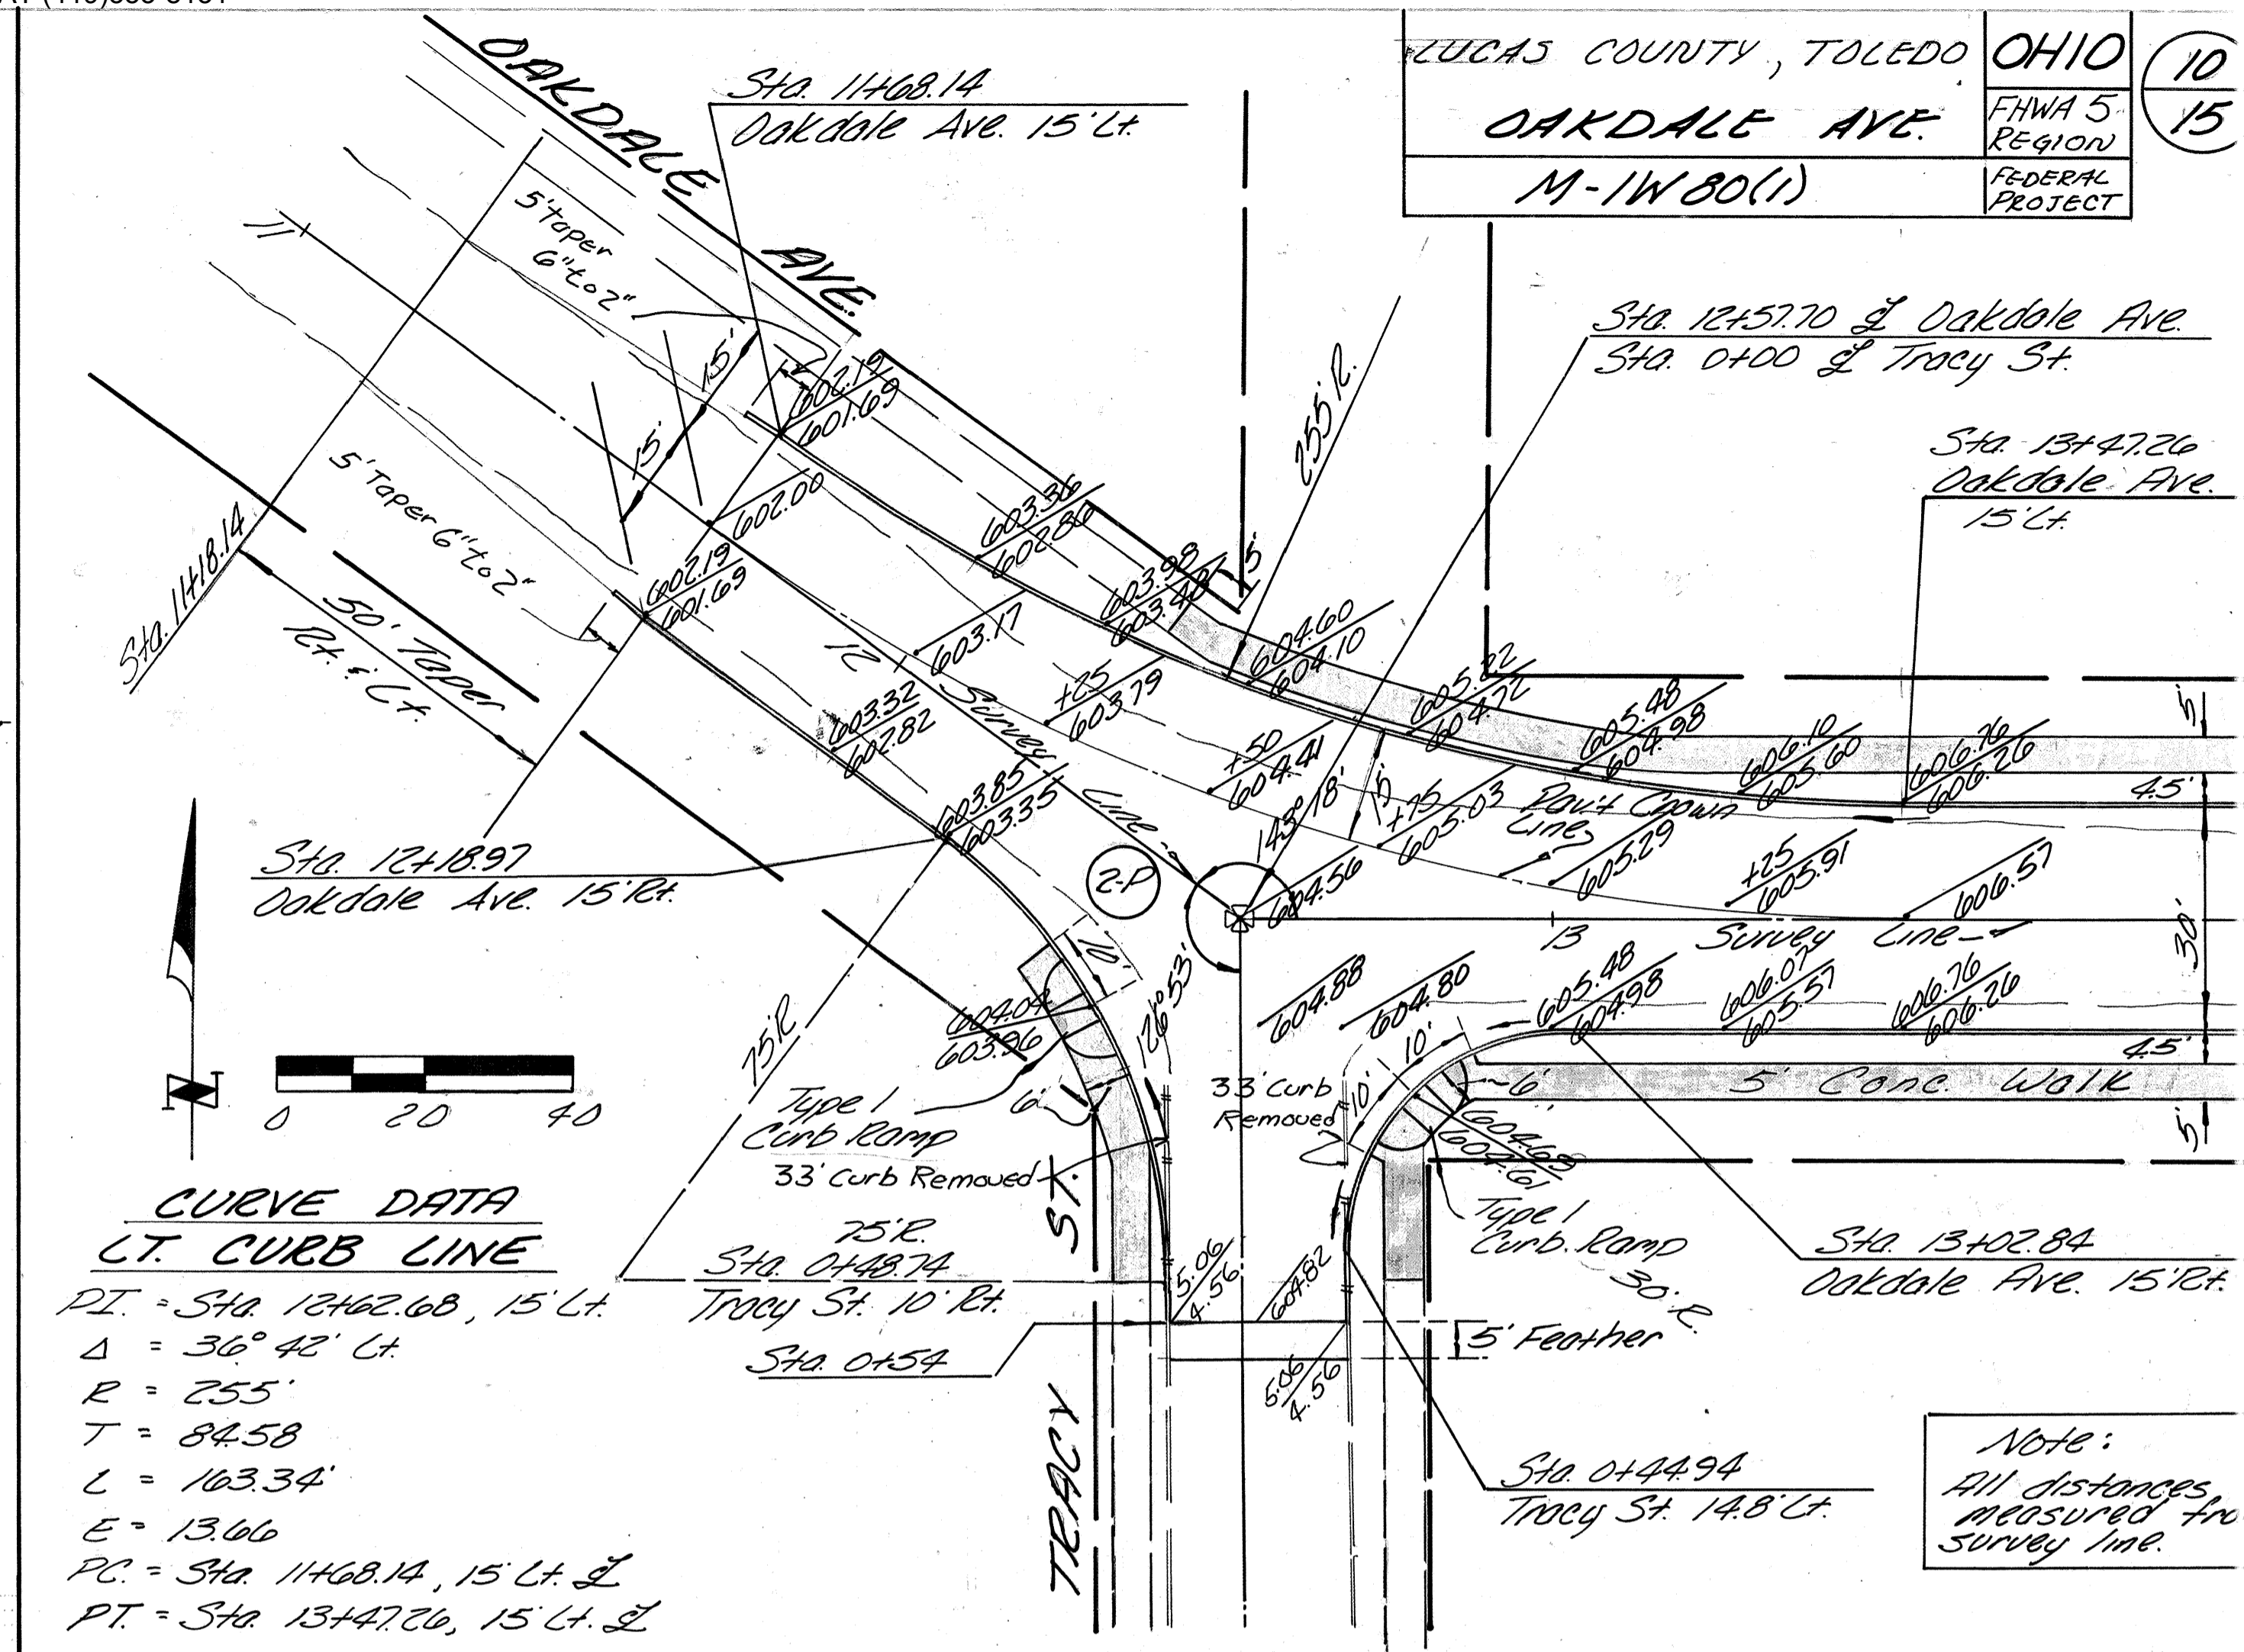 LUCAS COUNTY, TOLEDO
OAKDALE AVE.
M-1W80(1)
OHIO
FHWA 5
REGION
FEDERAL
PROJECT
10
15
OAKDALE AVE.
Sta. 11+68.14
Oakdale Ave. 15' Lt.
5' taper
6" to 2"
11
15'
15'
602.19
601.69
602.00
5' Taper 6" to 2"
602.19
601.69
Sta. 11+18.14
50' Taper
Rt. & Lt.
603.36
602.86
603.98
603.48
5'
255' R.
Sta. 12+57.70 ℄ Oakdale Ave.
Sta. 0+00 ℄ Tracy St.
Sta. 13+47.26
Oakdale Ave.
15' Lt.
604.60
604.10
605.22
604.72
605.48
604.98
606.10
605.60
606.76
606.26
5'
4.5'
12
603.17
+25
603.79
+50
604.41
+75
605.03
15'
Pav't Crown
Line
605.29
+25
605.91
606.57
603.32
602.82
603.85
603.35
Survey Line
143° 18'
2-P
604.56
13
Survey Line
30'
Sta. 12+18.97
Oakdale Ave. 15' Rt.
10'
126° 53'
604.04
603.96
604.88
604.80
605.48
604.98
606.07
605.57
606.76
606.26
4.5'
5' Conc. Walk
5'
75' R
Type 1
Curb Ramp
6'
33' Curb Removed
33' Curb
Removed
10'
10'
6'
604.69
604.61
Type 1
Curb. Ramp
30' R.
N
0 20 40
75' R.
Sta. 0+48.74
Tracy St. 10' Rt.
Sta. 0+54
5.06
4.56
604.82
5.06
4.56
5' Feather
Sta. 13+02.84
Oakdale Ave. 15' Rt.
Sta. 0+44.94
Tracy St. 14.8' Lt.
TRACY ST.
CURVE DATA
LT. CURB LINE
P.I. = Sta. 12+62.68, 15' Lt.
Δ = 36° 42' Lt.
R = 255'
T = 84.58
L = 163.34'
E = 13.66
PC. = Sta. 11+68.14, 15' Lt. ℄
PT. = Sta. 13+47.26, 15' Lt. ℄
Note:
All distances
measured fro
survey line.